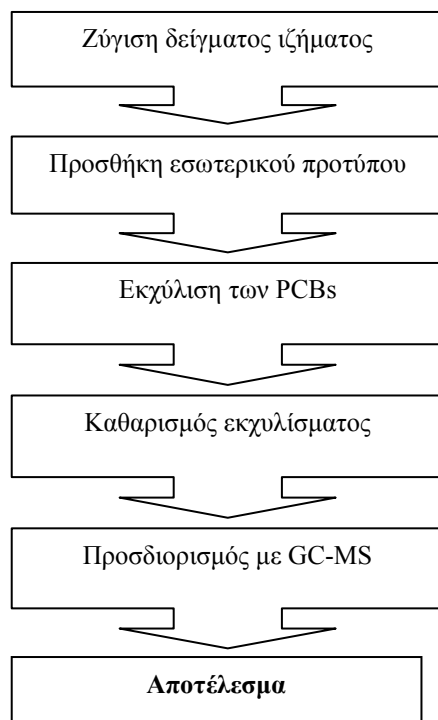 Ζύγιση δείγματος ιζήματος
Προσθήκη εσωτερικού προτύπου
Εκχύλιση των PCBs
Καθαρισμός εκχυλίσματος
Προσδιορισμός με GC-MS
Αποτέλεσμα